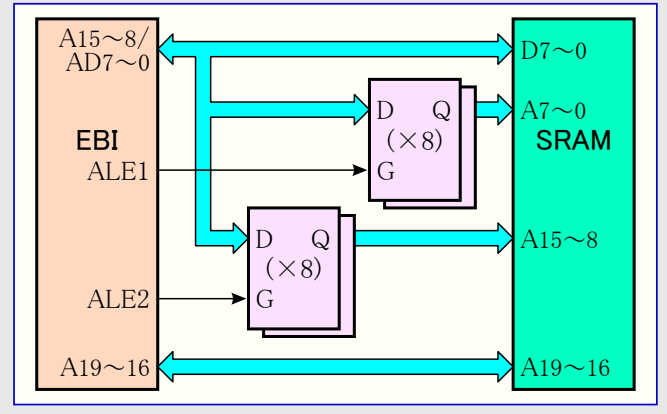 A15～8/
AD7～0
D7～0
D Q
(×8)
G
A7～0
EBI
SRAM
ALE1
D Q
(×8)
G
A15～8
ALE2
A19～16
A19～16